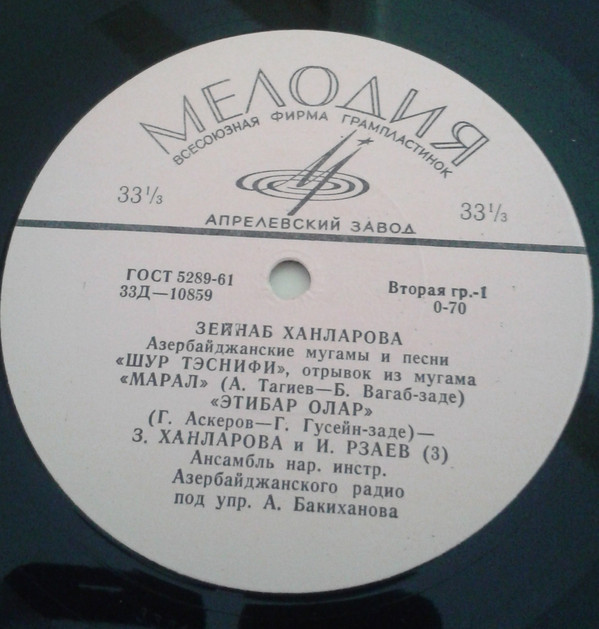 МЕЛОДИЯ
ВСЕСОЮЗНАЯ ФИРМА ГРАМПЛАСТИНОК
33⅓
33⅓
АПРЕЛЕВСКИЙ ЗАВОД
ГОСТ 5289-61
33Д—10859
Вторая гр.-1
0-70
ЗЕЙНАБ ХАНЛАРОВА
Азербайджанские мугамы и песни
«ШУР ТЭСНИФИ», отрывок из мугама
«МАРАЛ» (А. Тагиев—Б. Вагаб-заде)
«ЭТИБАР ОЛАР»
(Г. Аскеров—Г. Гусейн-заде)—
З. ХАНЛАРОВА и И. РЗАЕВ (3)
Ансамбль нар. инстр.
Азербайджанского радио
под упр. А. Бакиханова